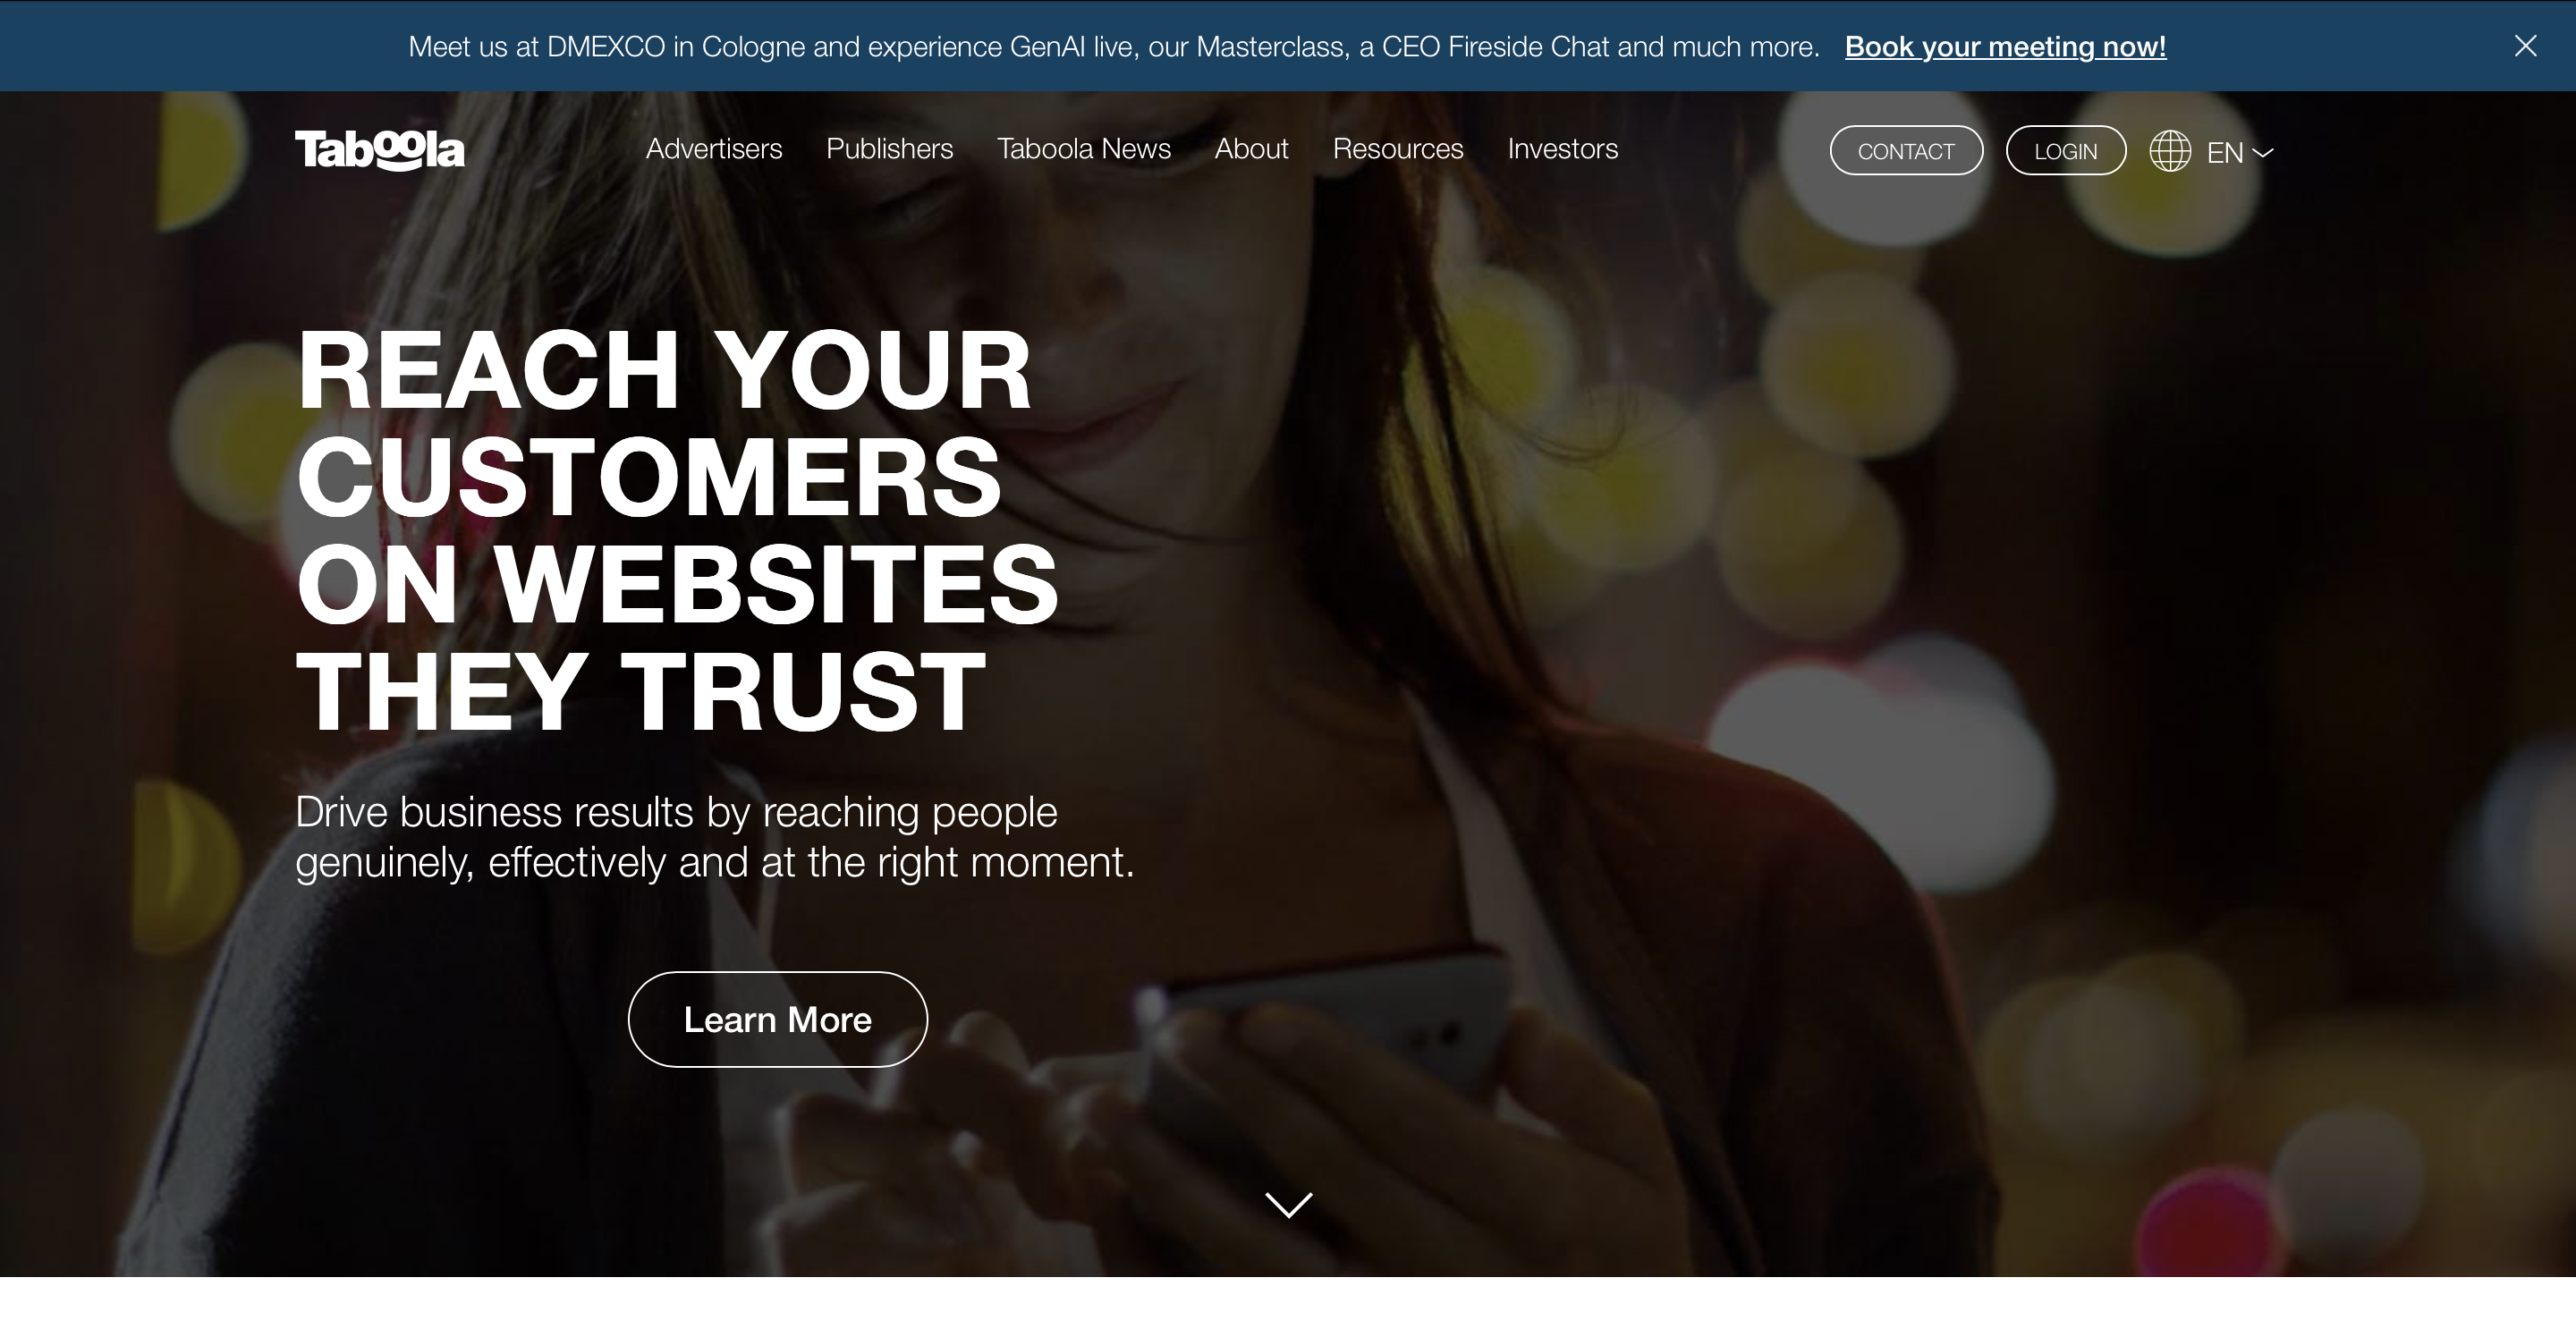 Meet us at DMEXCO in Cologne and experience GenAI live, our Masterclass, a CEO Fireside Chat and much more. Book your meeting now!
Taboola Advertisers Publishers Taboola News About Resources Investors CONTACT LOGIN EN
REACH YOUR
CUSTOMERS
ON WEBSITES
THEY TRUST
Drive business results by reaching people
genuinely, effectively and at the right moment.
Learn More